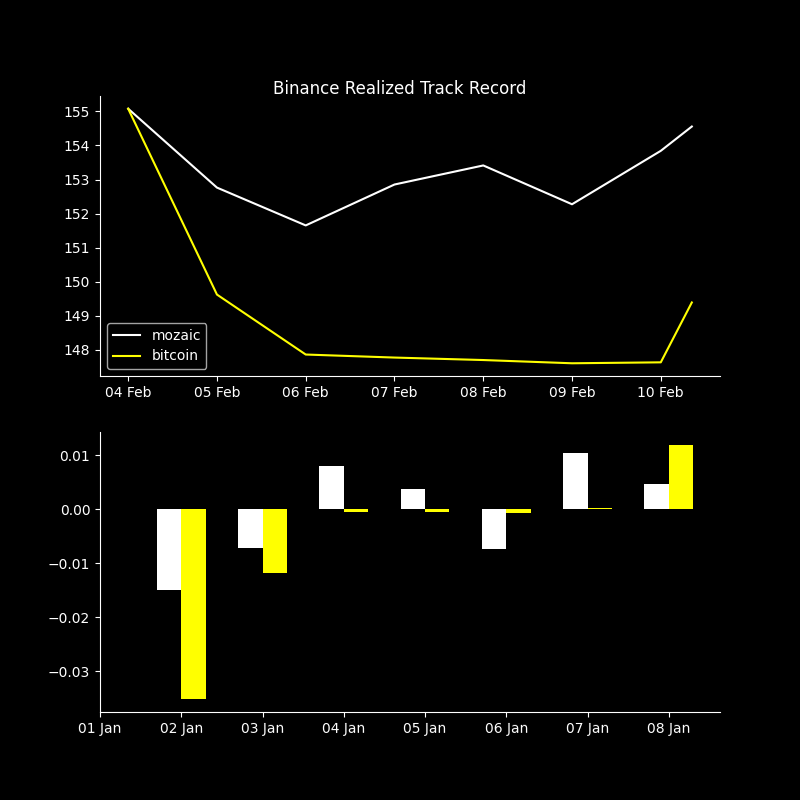 Binance Realized Track Record
155
154
153
152
151
150
149
148
mozaic
bitcoin
04 Feb 05 Feb 06 Feb 07 Feb 08 Feb 09 Feb 10 Feb
0.01
0.00
−0.01
−0.02
−0.03
01 Jan 02 Jan 03 Jan 04 Jan 05 Jan 06 Jan 07 Jan 08 Jan